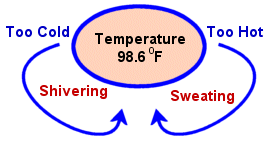 Too Cold
Temperature
98.6 ⁰F
Too Hot
Shivering
Sweating